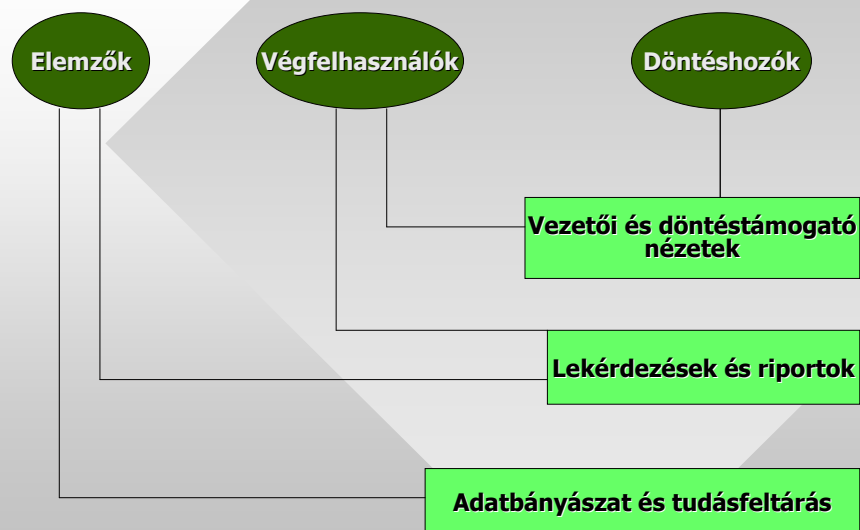 Elemzők
Végfelhasználók
Döntéshozók
Vezetői és döntéstámogató
nézetek
Lekérdezések és riportok
Adatbányászat és tudásfeltárás